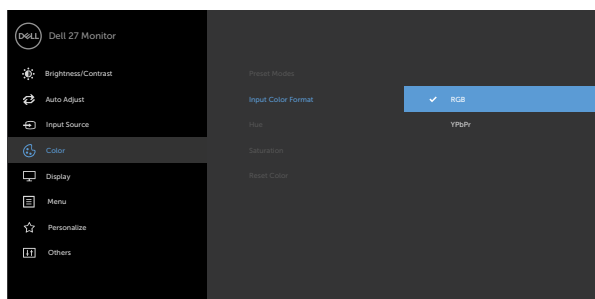 DELL Dell 27 Monitor
Brightness/Contrast
Auto Adjust
Input Source
Color
Display
Menu
Personalize
Others
Preset Modes
Input Color Format
Hue
Saturation
Reset Color
RGB
YPbPr